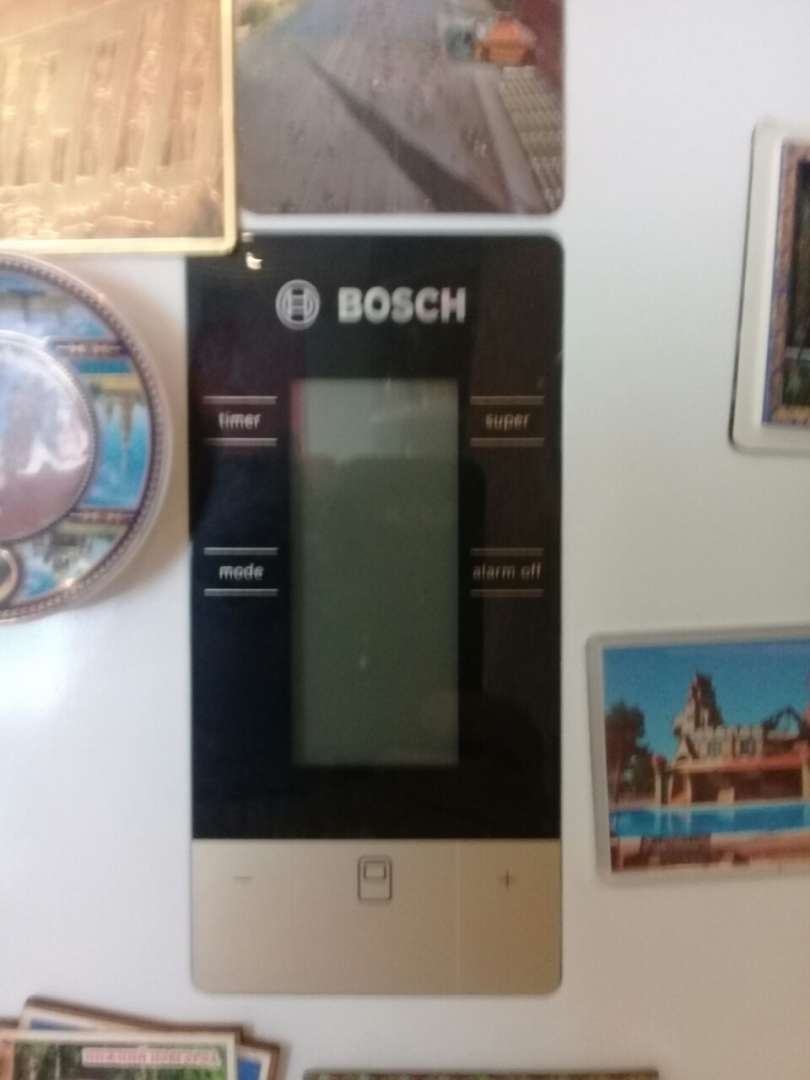 BOSCH
timer super
mode alarm off
− +